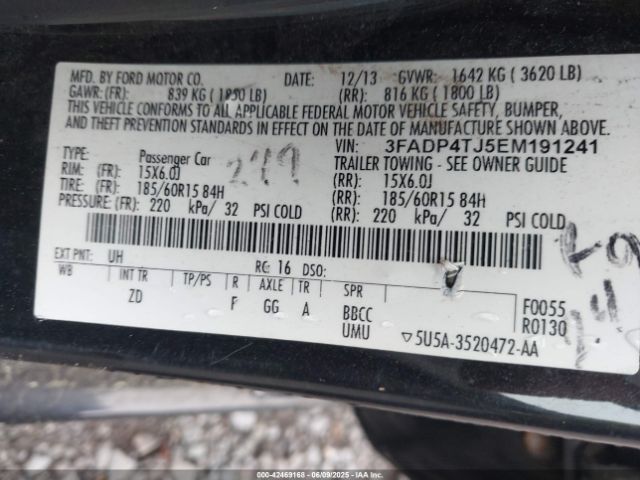 MFD. BY FORD MOTOR CO. DATE: 12/13 GVWR: 1642 KG ( 3620 LB)
GAWR: (FR): 839 KG ( 1850 LB) (RR): 816 KG ( 1800 LB)
THIS VEHICLE CONFORMS TO ALL APPLICABLE FEDERAL MOTOR VEHICLE SAFETY, BUMPER,
AND THEFT PREVENTION STANDARDS IN EFFECT ON THE DATE OF MANUFACTURE SHOWN ABOVE.
VIN: 3FADP4TJ5EM191241
TYPE: Passenger Car 249 TRAILER TOWING - SEE OWNER GUIDE
RIM: (FR): 15X6.0J (RR): 15X6.0J
TIRE: (FR): 185/60R15 84H (RR): 185/60R15 84H
PRESSURE: (FR): 220 kPa/ 32 PSI COLD (RR): 220 kPa/ 32 PSI COLD
EXT PNT: UH RC: 16 DSO:
WB INT TR TP/PS R AXLE TR SPR
ZD F GG A BBCC F0055
UMU R0130
▽5U5A-3520472-AA
000-42469168 06/09/2025 IAAI.COM